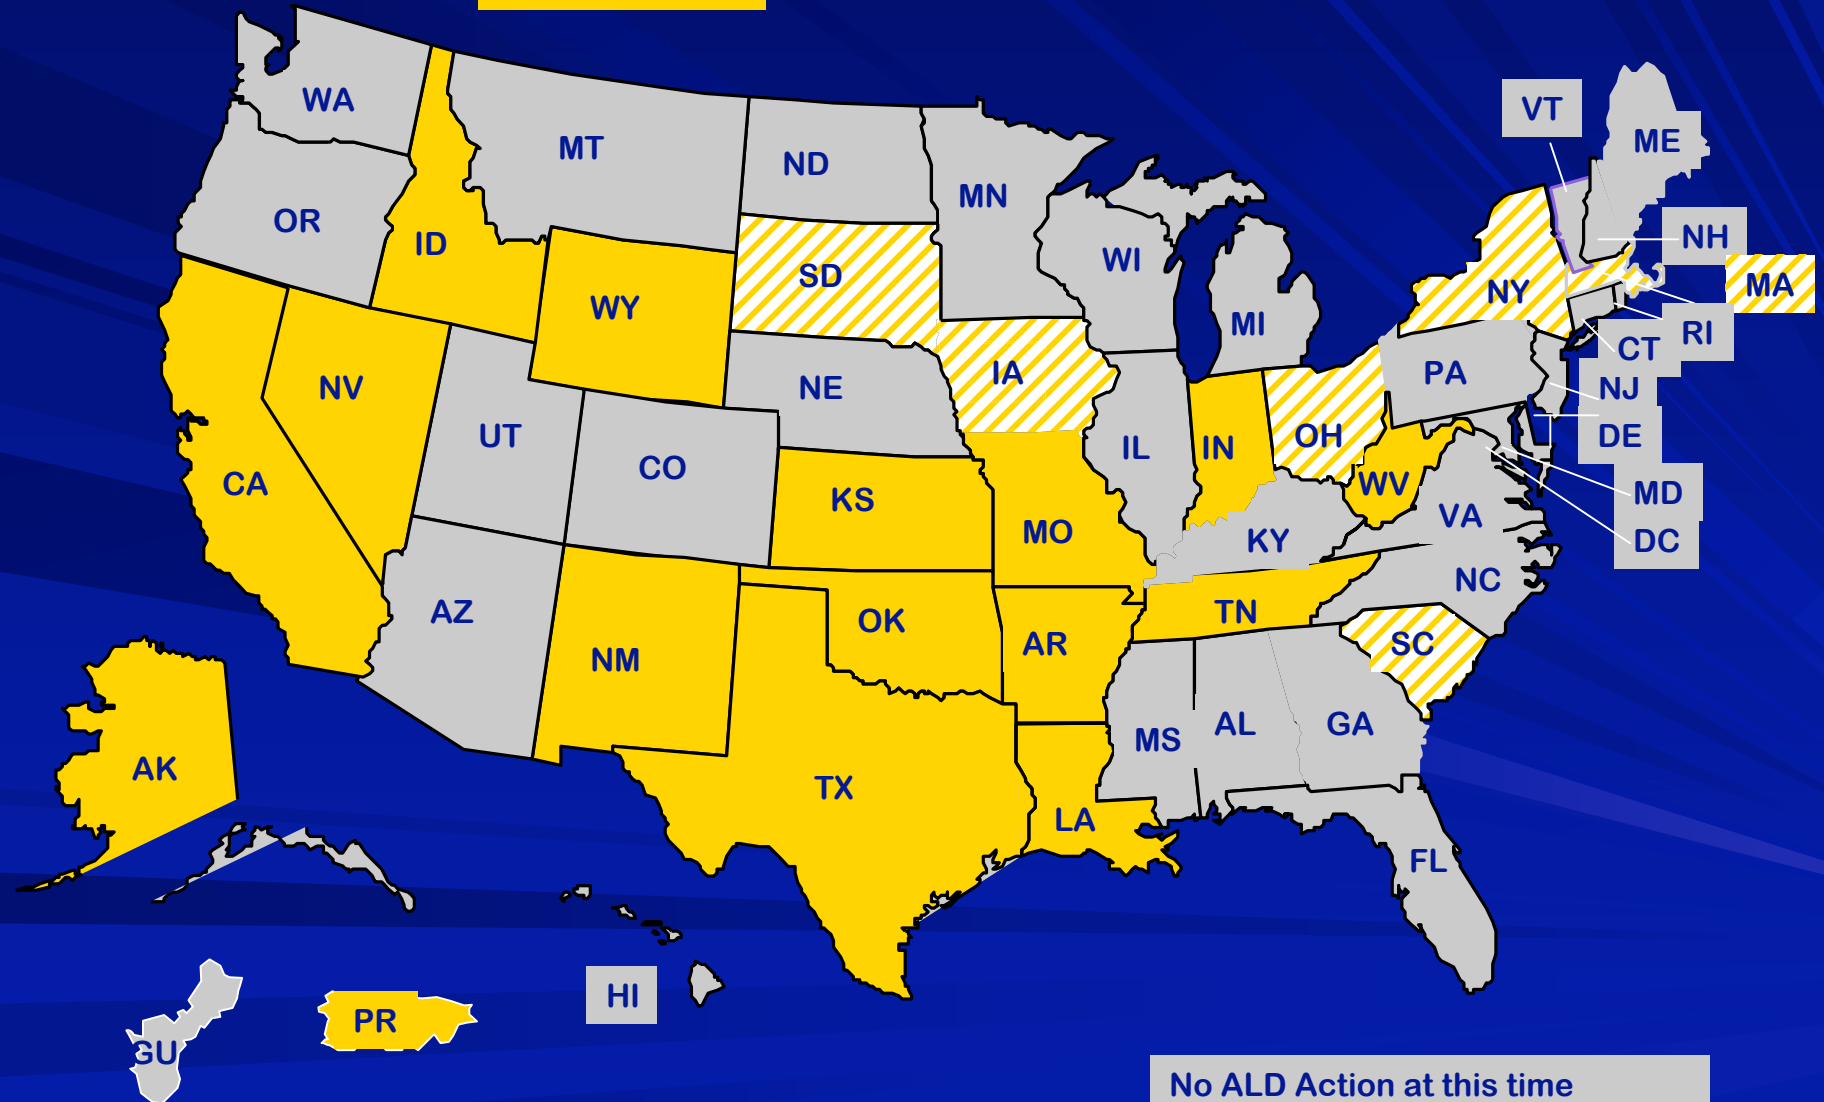 WA
MT
ND
MN
VT
ME
OR
ID
SD
WI
NH
WY
NY
MA
MI
RI
CT
NV
NE
IA
PA
NJ
UT
CO
IL
IN
OH
DE
CA
KS
WV
MD
MO
KY
VA
DC
AZ
OK
AR
TN
NC
NM
SC
AK
TX
MS
AL
GA
LA
FL
HI
PR
GU
No ALD Action at this time